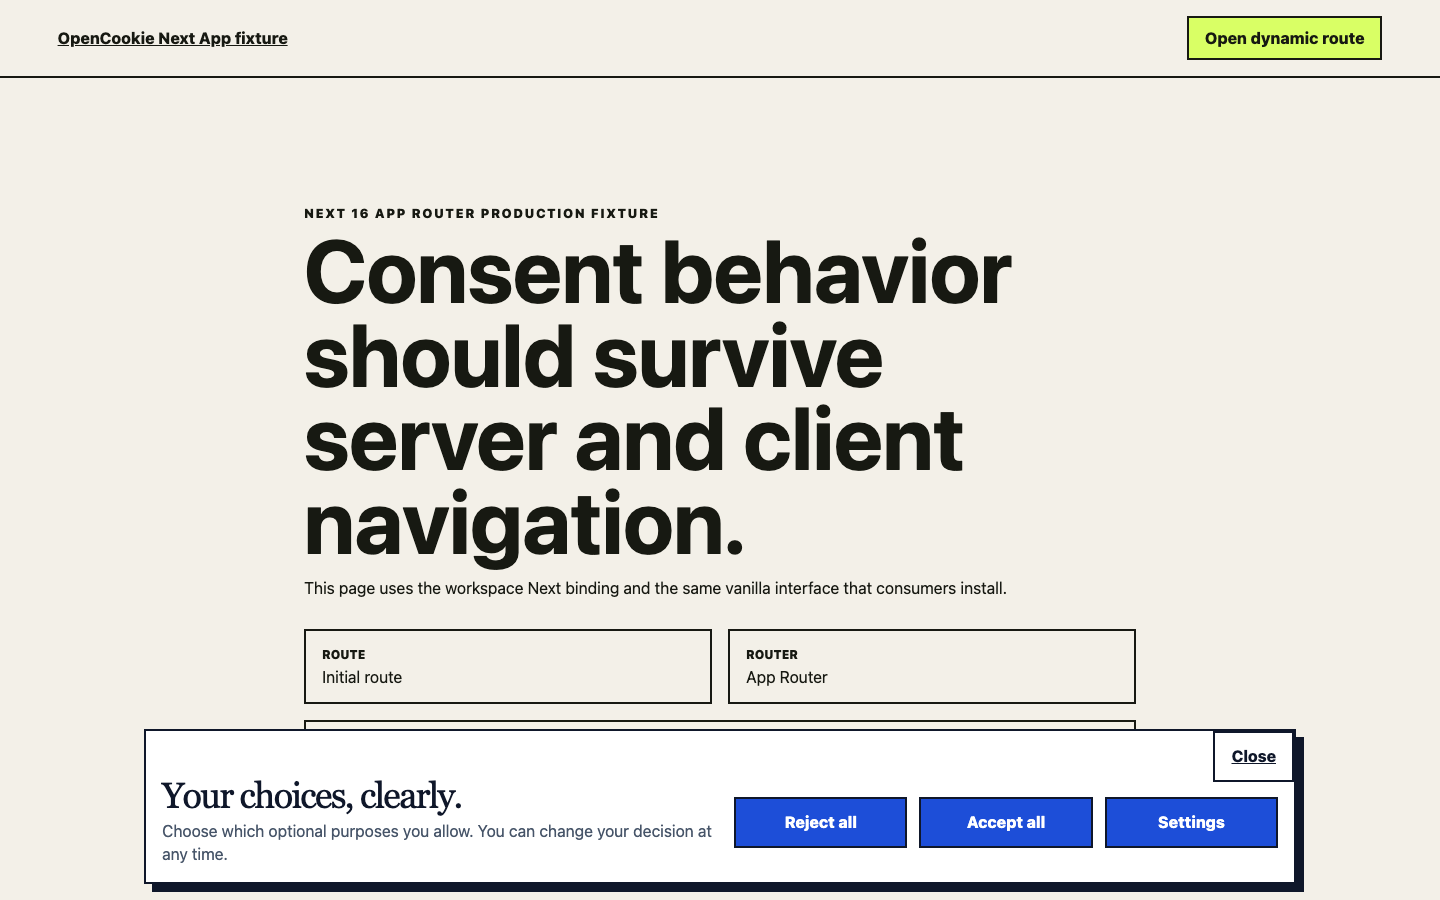 OpenCookie Next App fixture
Open dynamic route
NEXT 16 APP ROUTER PRODUCTION FIXTURE
Consent behavior
should survive
server and client
navigation.
This page uses the workspace Next binding and the same vanilla interface that consumers install.
ROUTE
Initial route
ROUTER
App Router
Close
Your choices, clearly.
Choose which optional purposes you allow. You can change your decision at
any time.
Reject all
Accept all
Settings